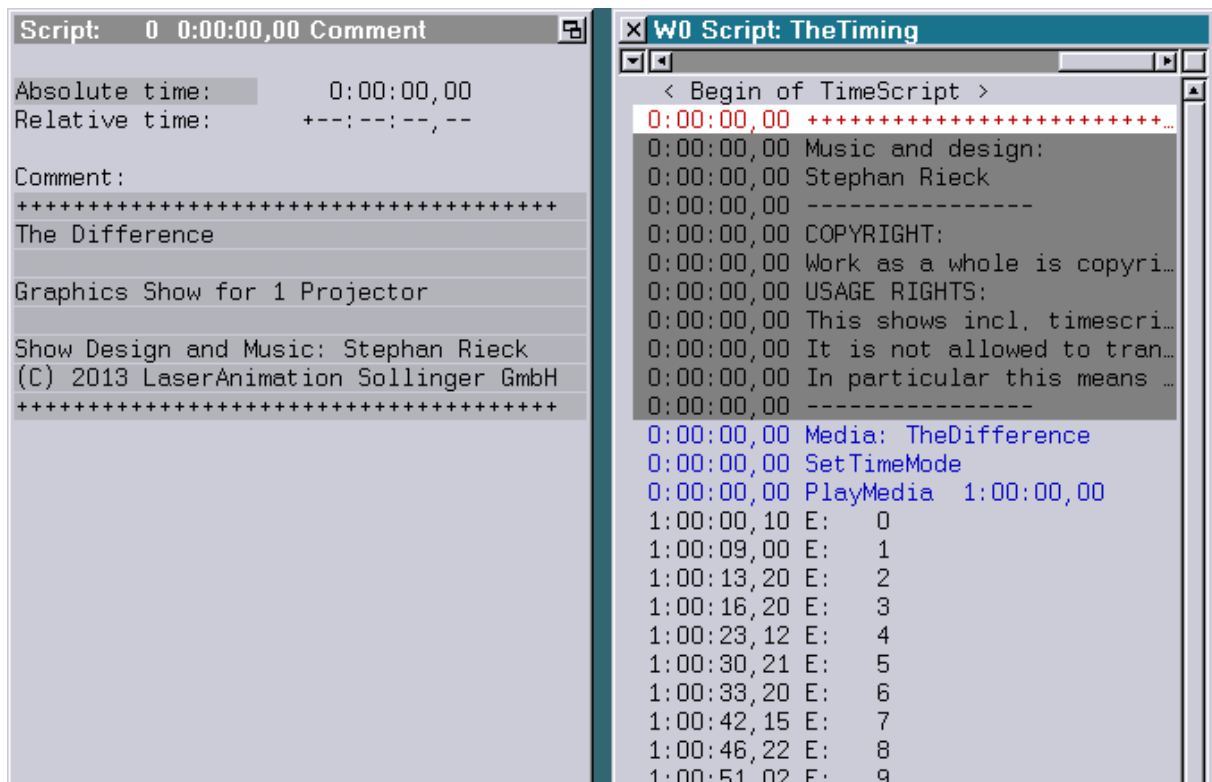 Script: 0 0:00:00,00 Comment
Absolute time: 0:00:00,00
Relative time: +--:--:--,--
Comment:
++++++++++++++++++++++++++++++++++++++
The Difference
Graphics Show for 1 Projector
Show Design and Music: Stephan Rieck
(C) 2013 LaserAnimation Sollinger GmbH
++++++++++++++++++++++++++++++++++++++
W0 Script: TheTiming
< Begin of TimeScript >
0:00:00,00 +++++++++++++++++++++++++…
0:00:00,00 Music and design:
0:00:00,00 Stephan Rieck
0:00:00,00 ----------------
0:00:00,00 COPYRIGHT:
0:00:00,00 Work as a whole is copyri…
0:00:00,00 USAGE RIGHTS:
0:00:00,00 This shows incl. timescri…
0:00:00,00 It is not allowed to tran…
0:00:00,00 In particular this means …
0:00:00,00 ----------------
0:00:00,00 Media: TheDifference
0:00:00,00 SetTimeMode
0:00:00,00 PlayMedia 1:00:00,00
1:00:00,10 E: 0
1:00:09,00 E: 1
1:00:13,20 E: 2
1:00:16,20 E: 3
1:00:23,12 E: 4
1:00:30,21 E: 5
1:00:33,20 E: 6
1:00:42,15 E: 7
1:00:46,22 E: 8
1:00:51,02 E: 9